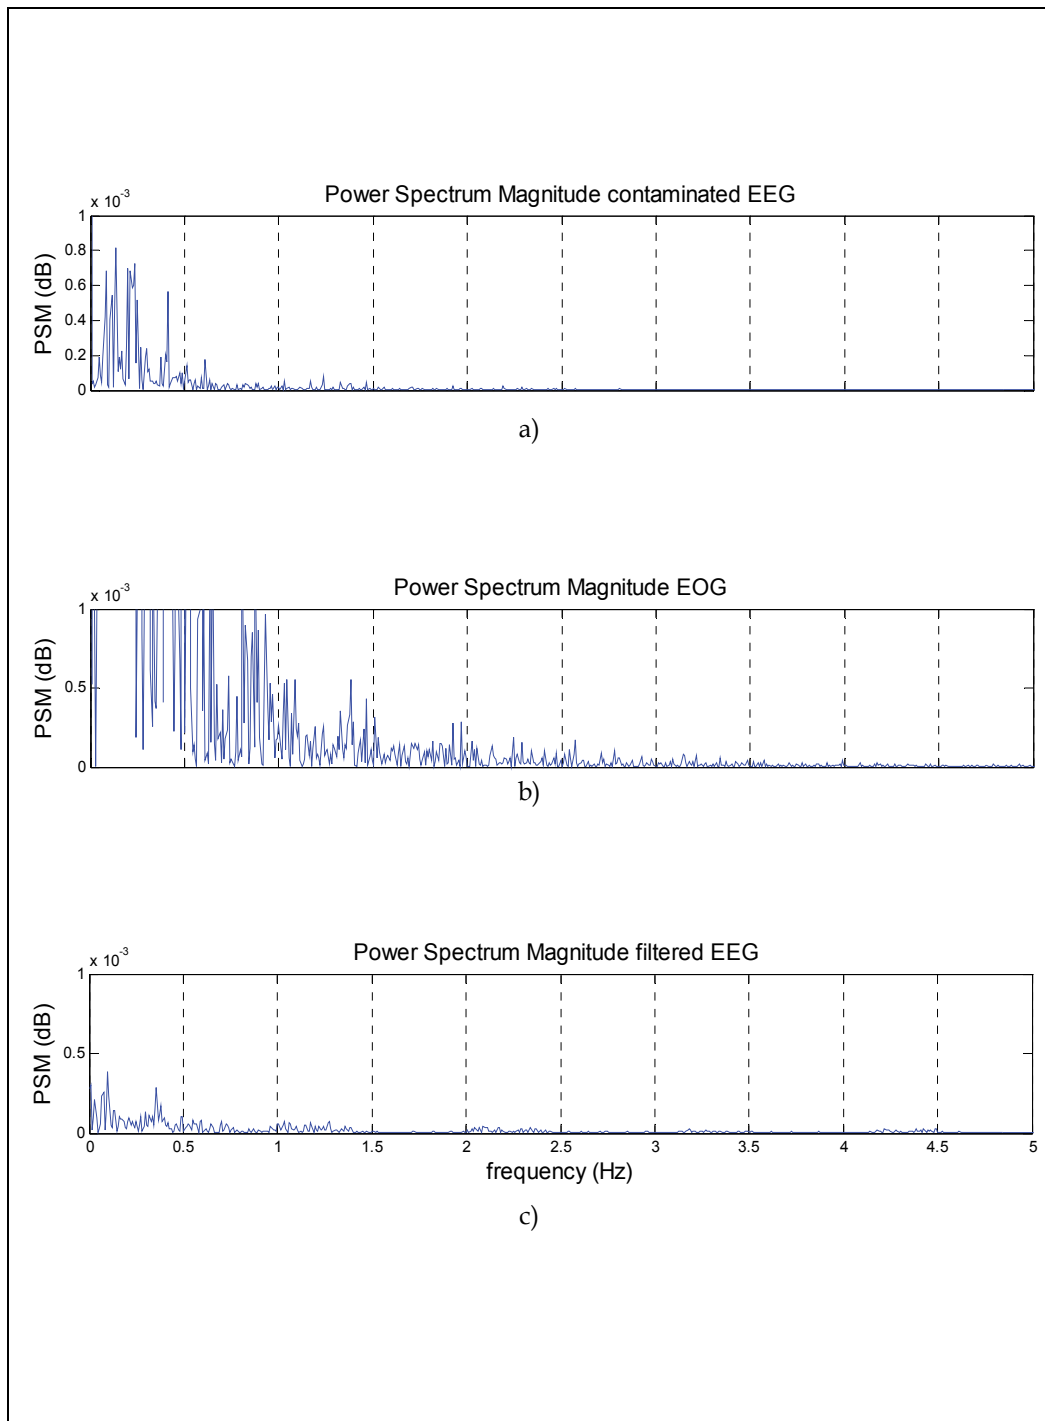 Power Spectrum Magnitude contaminated EEG
x 10^-3
1
0.8
0.6
0.4
0.2
0
PSM (dB)
a)
Power Spectrum Magnitude EOG
x 10^-3
1
0.5
0
PSM (dB)
b)
Power Spectrum Magnitude filtered EEG
x 10^-3
1
0.5
0
PSM (dB)
0 0.5 1 1.5 2 2.5 3 3.5 4 4.5 5
frequency (Hz)
c)